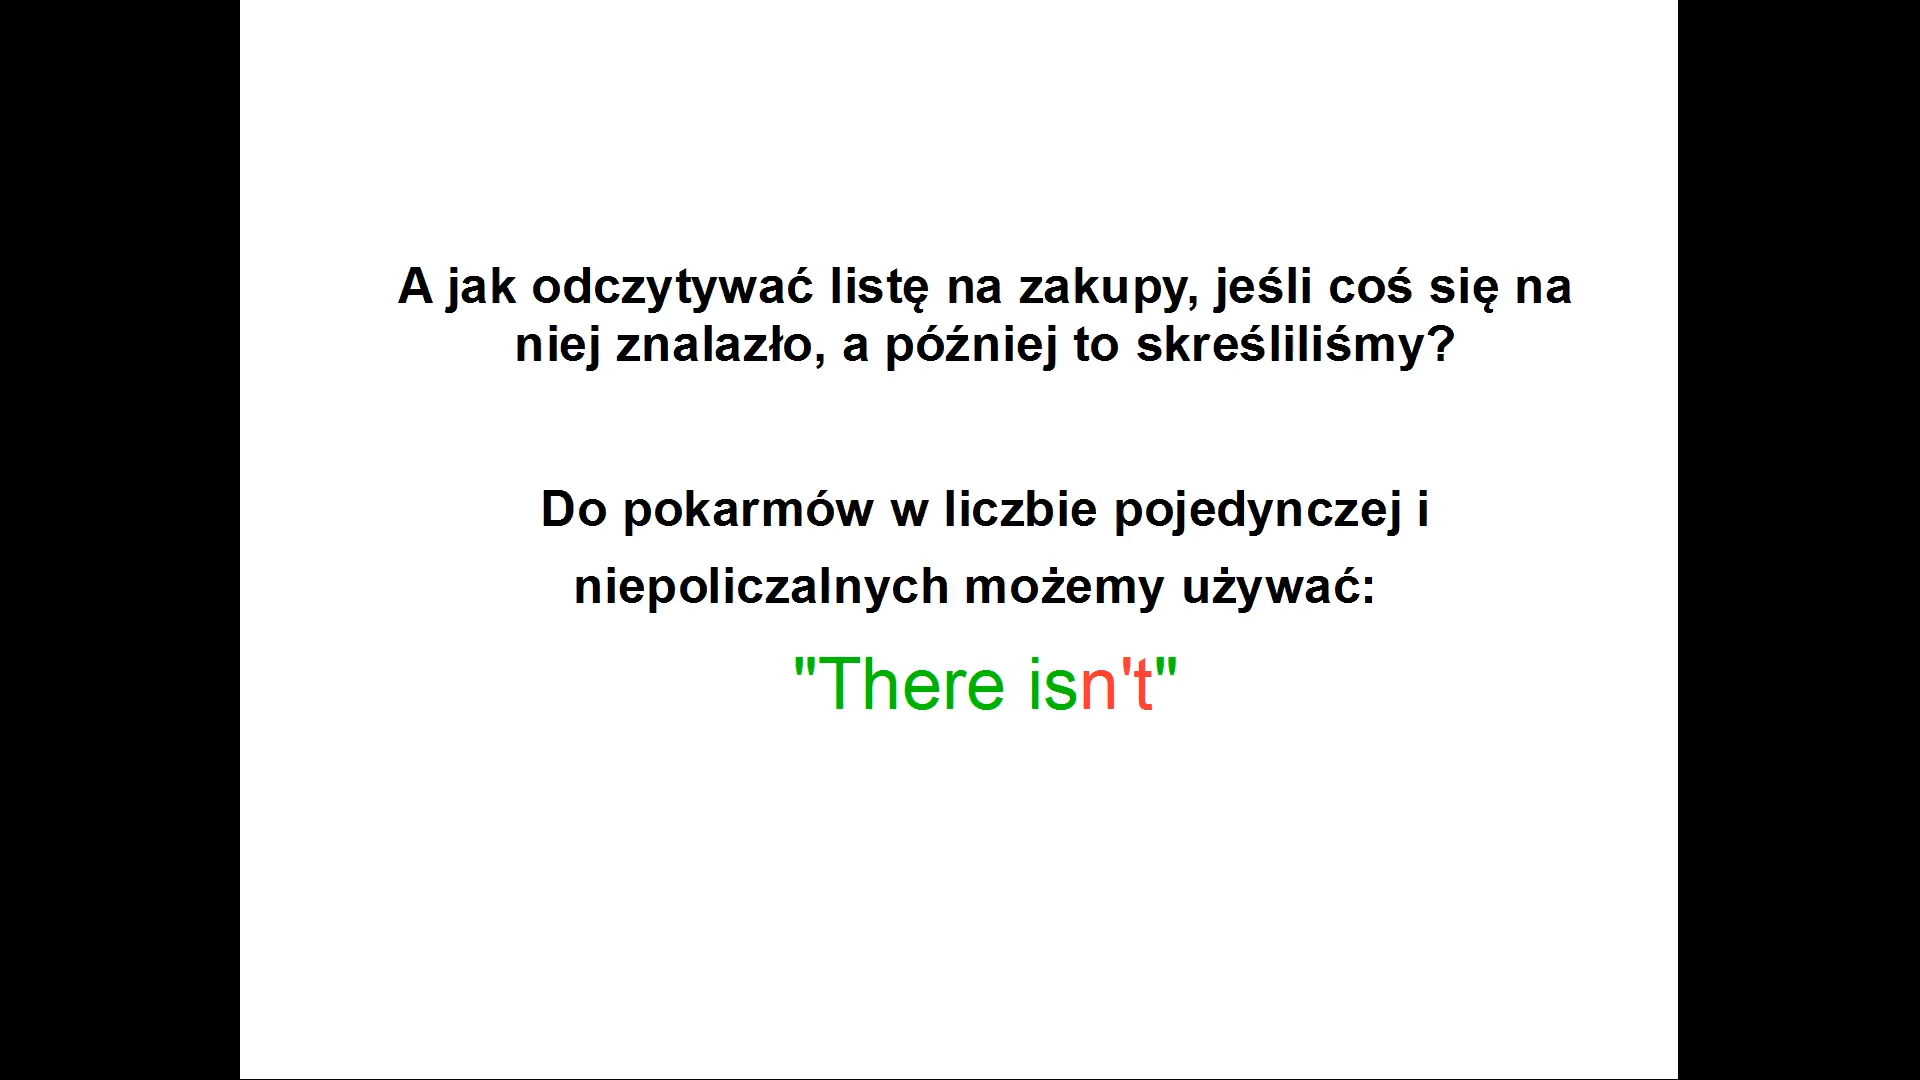 A jak odczytywać listę na zakupy, jeśli coś się na
niej znalazło, a później to skreśliliśmy?
Do pokarmów w liczbie pojedynczej i
niepoliczalnych możemy używać:
"There isn't"